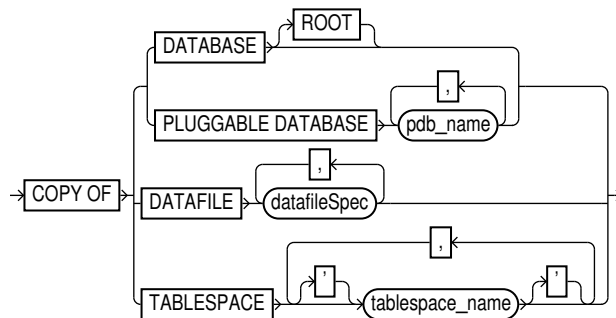 ROOT
DATABASE
,
PLUGGABLE DATABASE pdb_name
COPY OF
,
DATAFILE datafileSpec
,
' '
TABLESPACE tablespace_name